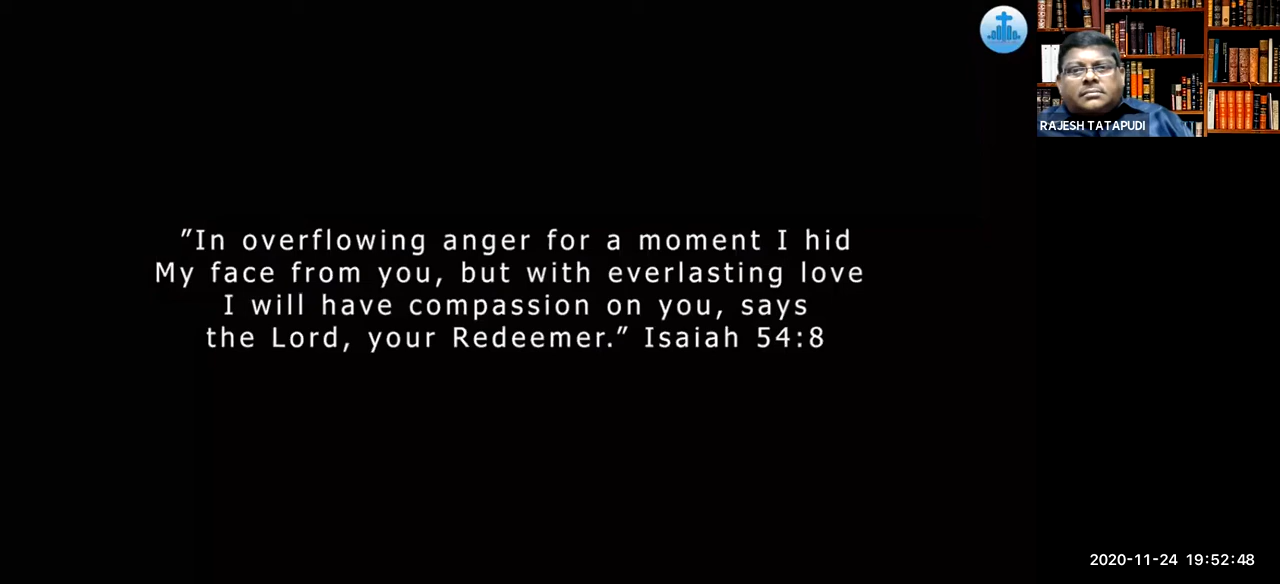 RAJESH TATAPUDI
”In overflowing anger for a moment I hid
My face from you, but with everlasting love
I will have compassion on you, says
the Lord, your Redeemer.” Isaiah 54:8
2020-11-24 19:52:48